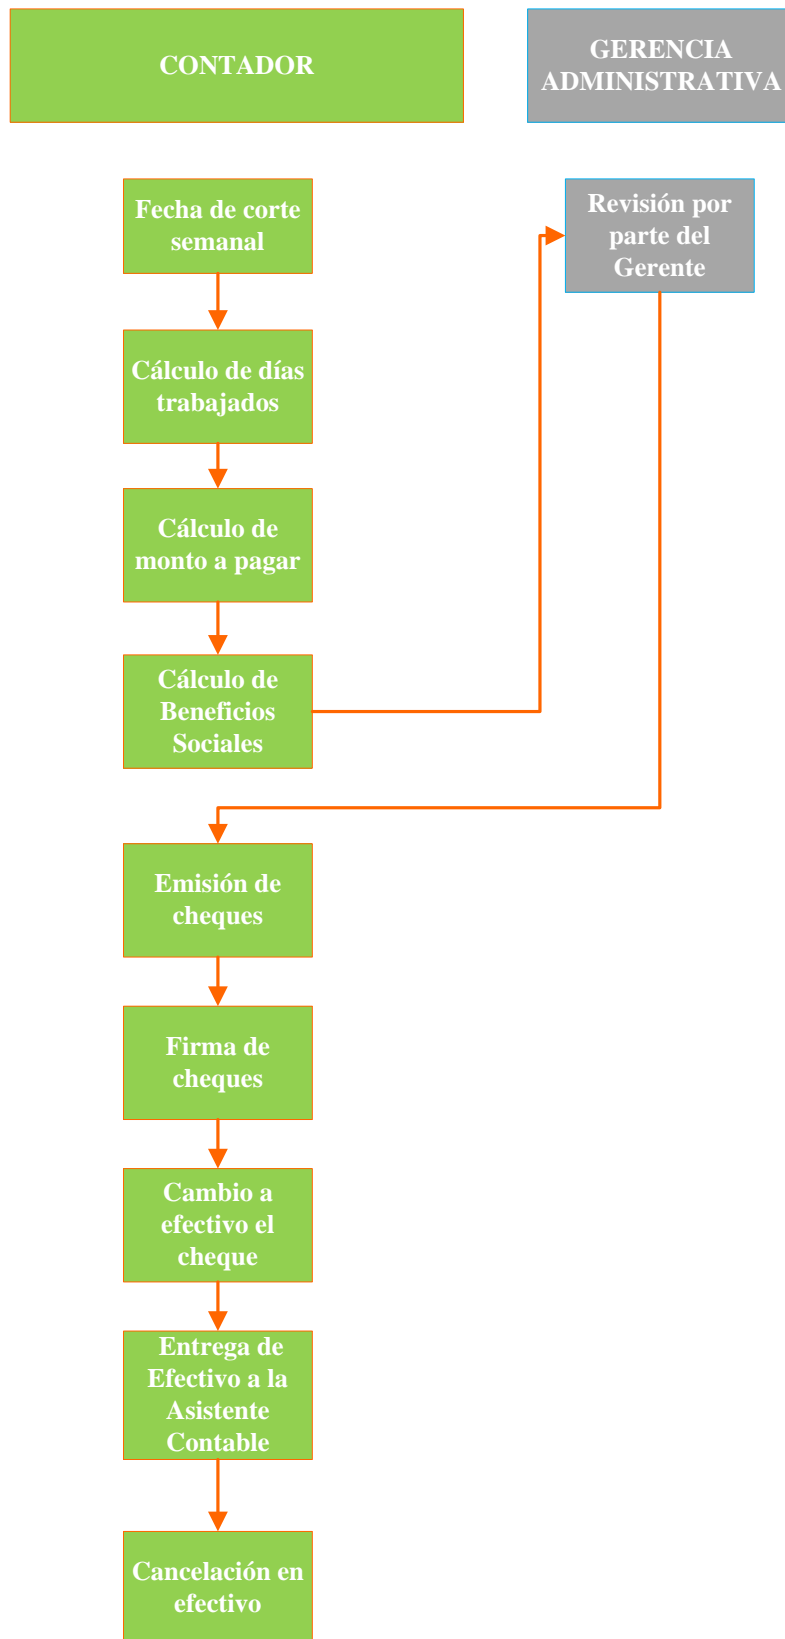 CONTADOR
GERENCIA
ADMINISTRATIVA
Fecha de corte
semanal
Revisión por
parte del
Gerente
Cálculo de días
trabajados
Cálculo de
monto a pagar
Cálculo de
Beneficios
Sociales
Emisión de
cheques
Firma de
cheques
Cambio a
efectivo el
cheque
Entrega de
Efectivo a la
Asistente
Contable
Cancelación en
efectivo